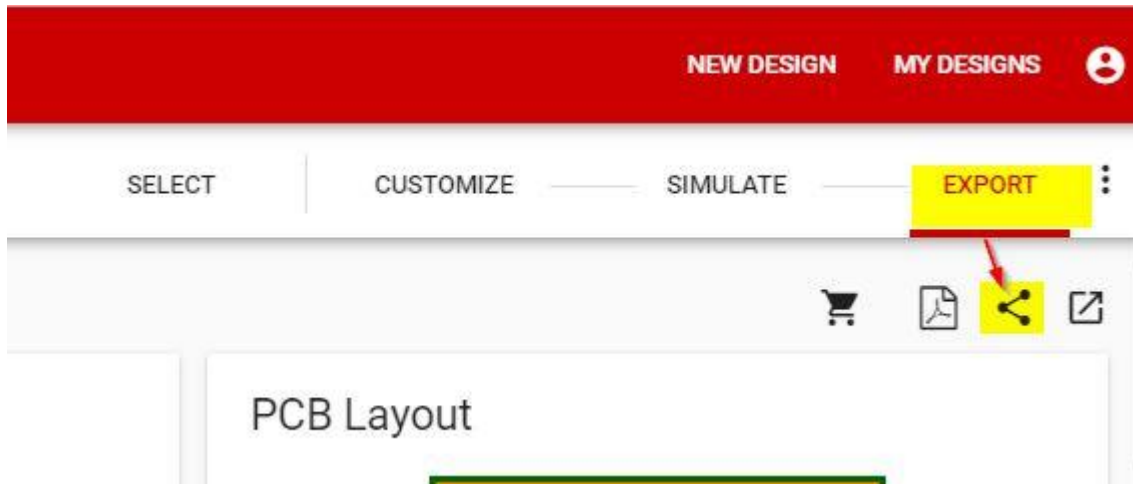 NEW DESIGN MY DESIGNS
SELECT CUSTOMIZE SIMULATE EXPORT
PCB Layout